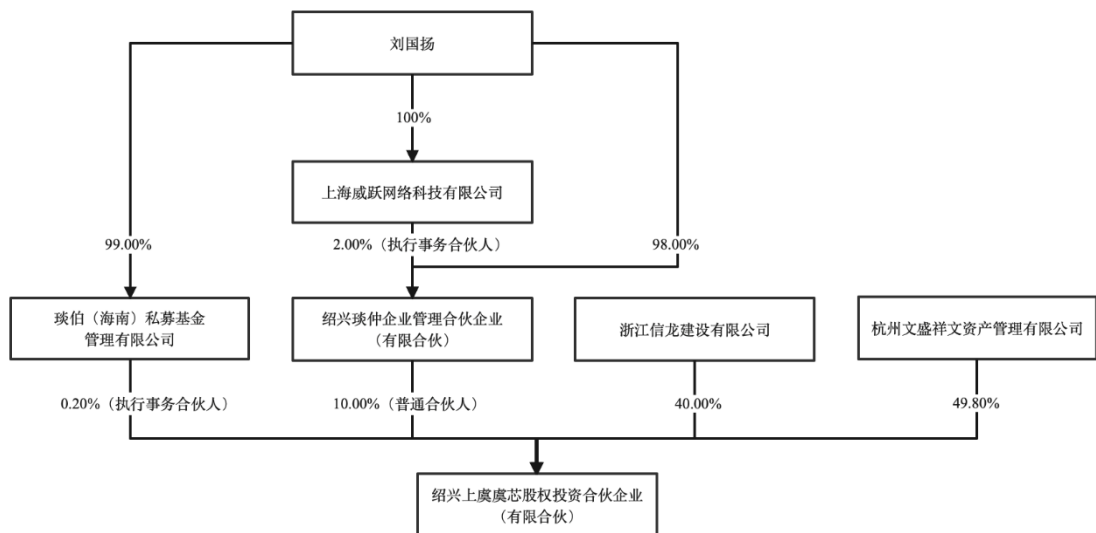 刘国扬
100%
上海威跃网络科技有限公司
99.00%
2.00%（执行事务合伙人）
98.00%
琰伯（海南）私募基金
管理有限公司
绍兴琰仲企业管理合伙企业
（有限合伙）
浙江信龙建设有限公司
杭州文盛祥文资产管理有限公司
0.20%（执行事务合伙人）
10.00%（普通合伙人）
40.00%
49.80%
绍兴上虞虞芯股权投资合伙企业
（有限合伙）